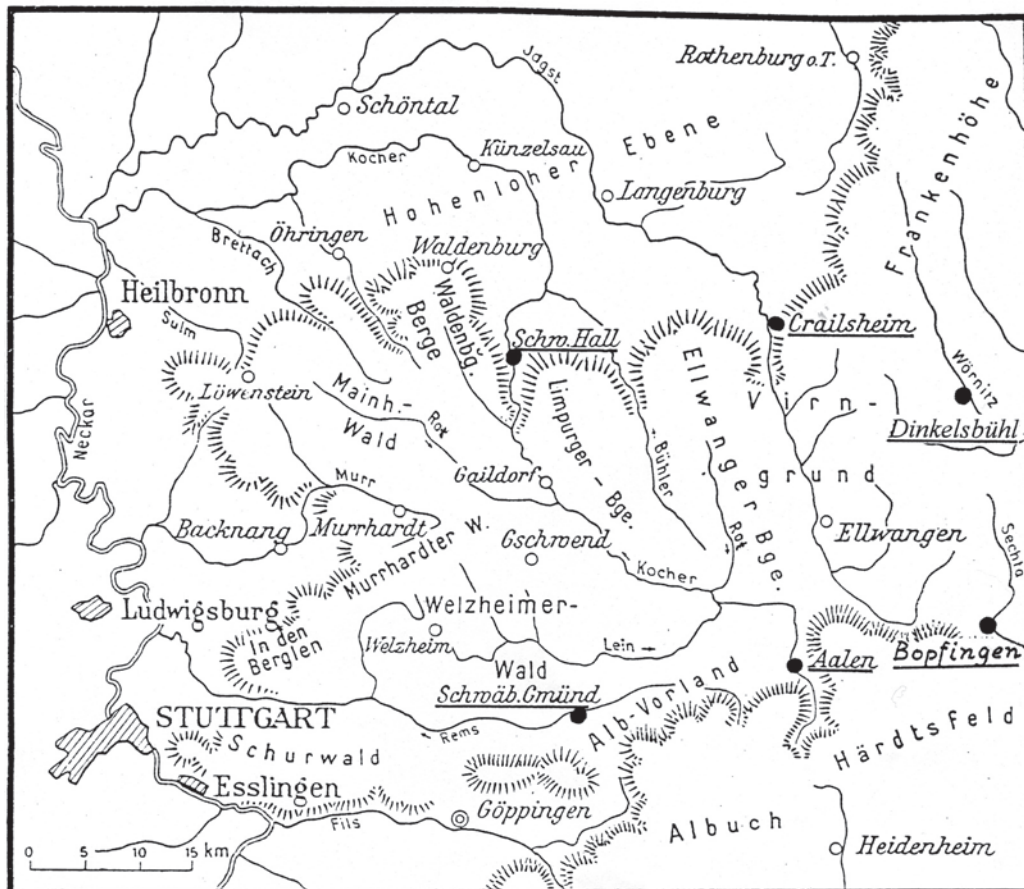 Jagst
Rothenburg o.T.
Schöntal
Ebene
Frankenhöhe
Kocher
Künzelsau
Langenburg
Hohenloher
Öhringen
Waldenburg
Brettach
Heilbronn
Sulm
Berge
Waldenbg.
Schw. Hall
Crailsheim
Wörnitz
Löwenstein
Mainh.-
Wald
Rot
Limpurger - Bge.
Ellwanger Bge.
Virn-
grund
Dinkelsbühl
Neckar
Bühler
Gaildorf
Murr
Backnang
Murrhardt
Murrhardter W.
Gschwend
Kocher
Rot
Ellwangen
Sechta
Ludwigsburg
In den
Berglen
Welzheimer-
Wald
Welzheim
Lein
Aalen
Bopfingen
Schwäb. Gmünd
STUTTGART
Rems
Alb-Vorland
Härdtsfeld
Schurwald
Esslingen
Fils
Göppingen
Albuch
Heidenheim
0 5 10 15 km